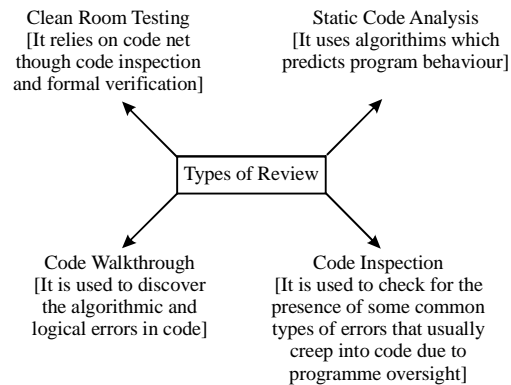 Clean Room Testing
[It relies on code net
though code inspection
and formal verification]
Static Code Analysis
[It uses algorithims which
predicts program behaviour]
Types of Review
Code Walkthrough
[It is used to discover
the algorithmic and
logical errors in code]
Code Inspection
[It is used to check for the
presence of some common
types of errors that usually
creep into code due to
programme oversight]